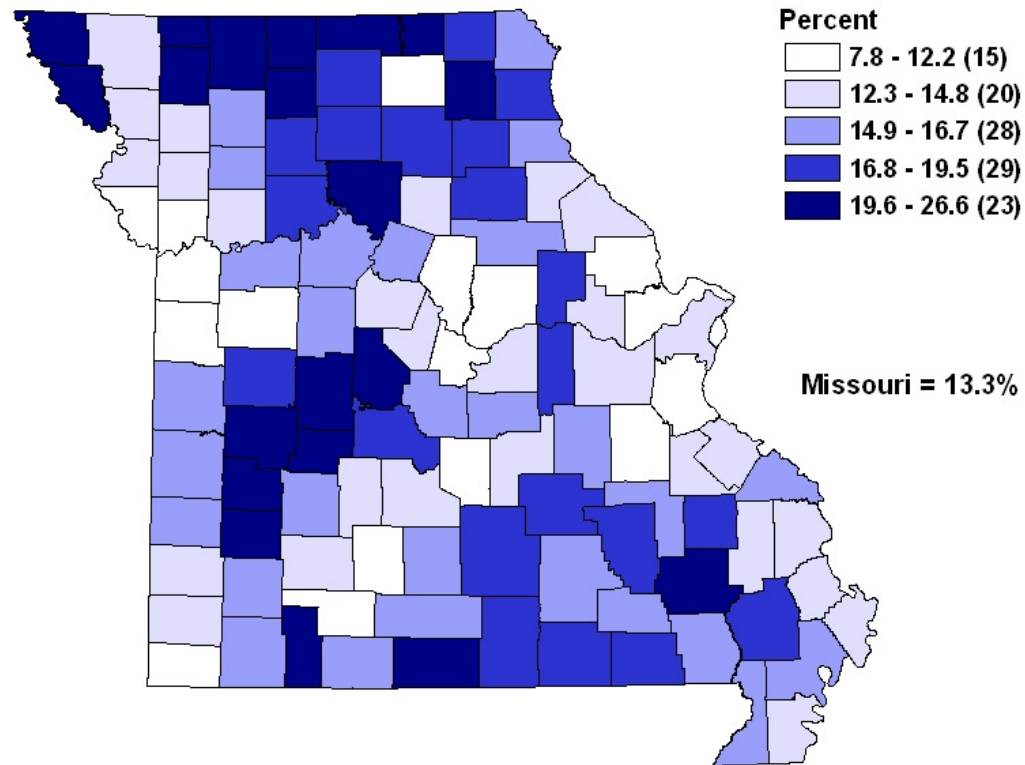 Percent
7.8 - 12.2 (15)
12.3 - 14.8 (20)
14.9 - 16.7 (28)
16.8 - 19.5 (29)
19.6 - 26.6 (23)
Missouri = 13.3%